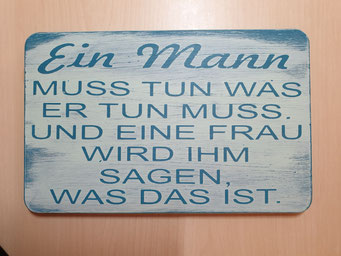 Ein Mann
MUSS TUN WAS
ER TUN MUSS.
UND EINE FRAU
WIRD IHM
SAGEN,
WAS DAS IST.